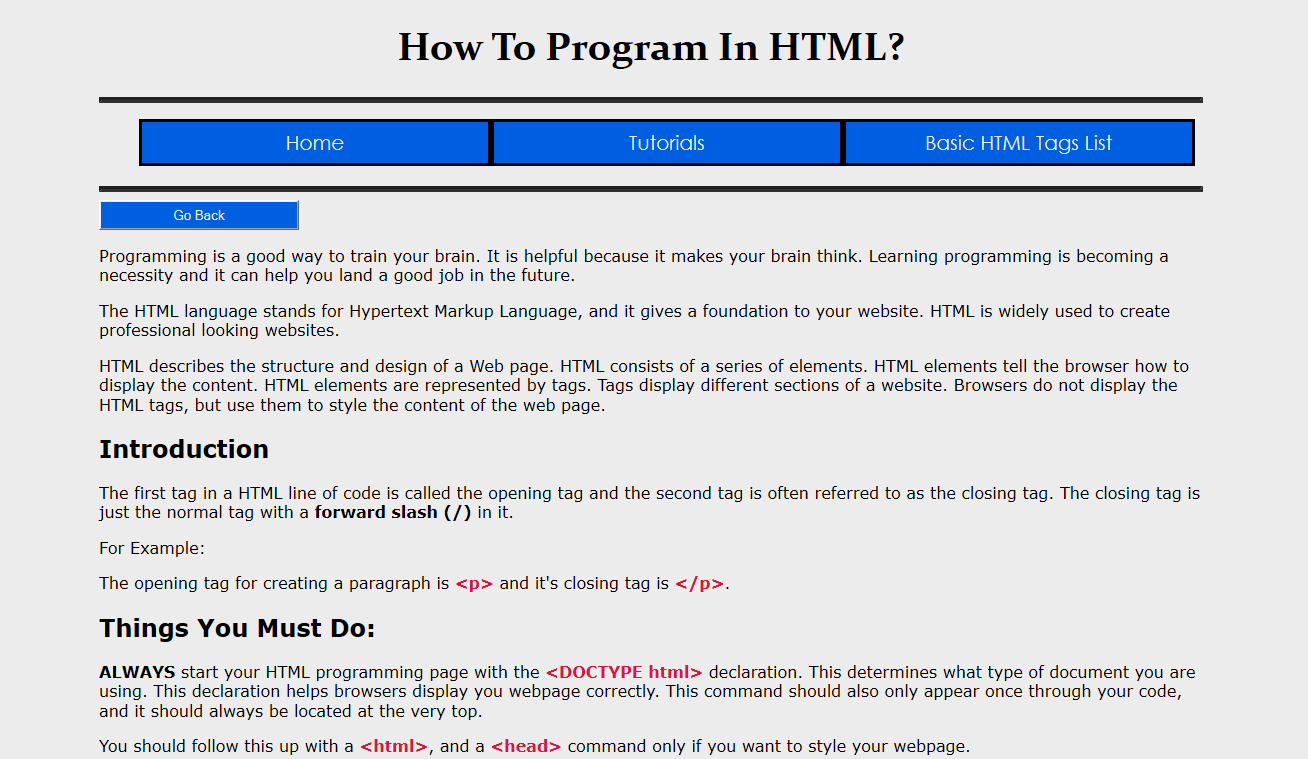 How To Program In HTML?
Home
Tutorials
Basic HTML Tags List
Go Back
Programming is a good way to train your brain. It is helpful because it makes your brain think. Learning programming is becoming a
necessity and it can help you land a good job in the future.
The HTML language stands for Hypertext Markup Language, and it gives a foundation to your website. HTML is widely used to create
professional looking websites.
HTML describes the structure and design of a Web page. HTML consists of a series of elements. HTML elements tell the browser how to
display the content. HTML elements are represented by tags. Tags display different sections of a website. Browsers do not display the
HTML tags, but use them to style the content of the web page.
Introduction
The first tag in a HTML line of code is called the opening tag and the second tag is often referred to as the closing tag. The closing tag is
just the normal tag with a forward slash (/) in it.
For Example:
The opening tag for creating a paragraph is <p> and it's closing tag is </p>.
Things You Must Do:
ALWAYS start your HTML programming page with the <DOCTYPE html> declaration. This determines what type of document you are
using. This declaration helps browsers display you webpage correctly. This command should also only appear once through your code,
and it should always be located at the very top.
You should follow this up with a <html>, and a <head> command only if you want to style your webpage.